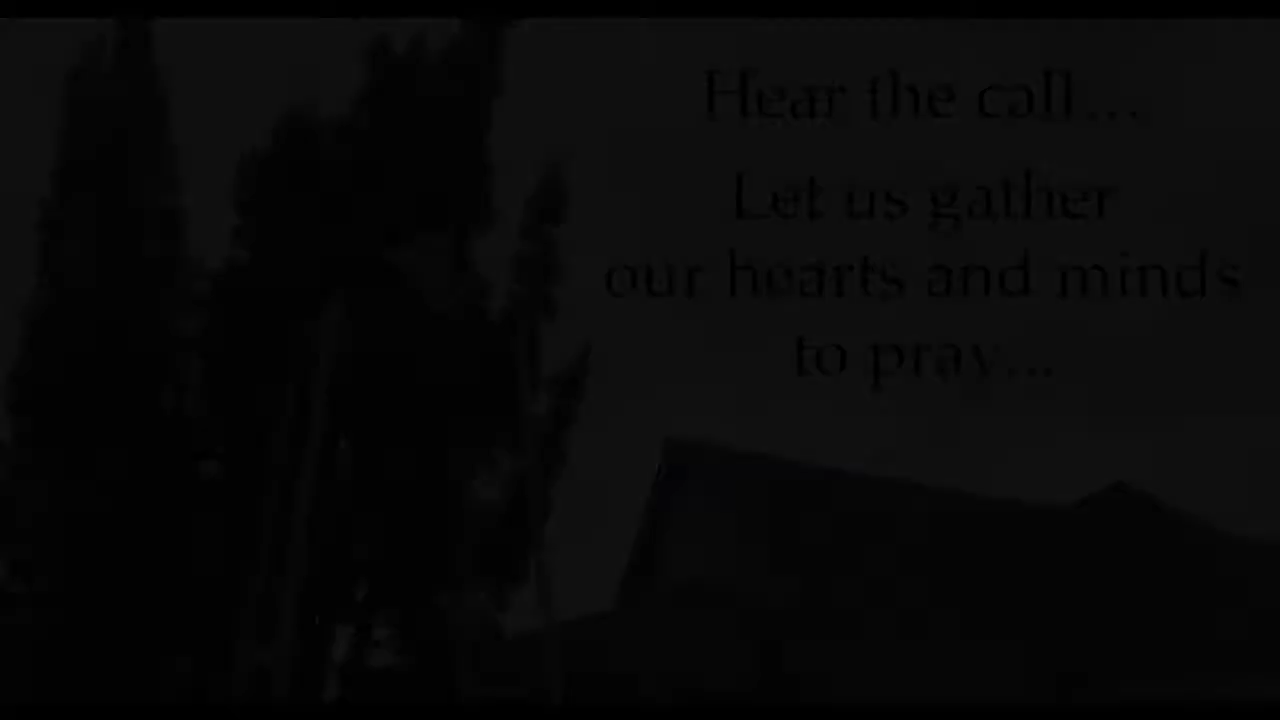 Hear the call...
Let us gather
our hearts and minds
to pray...